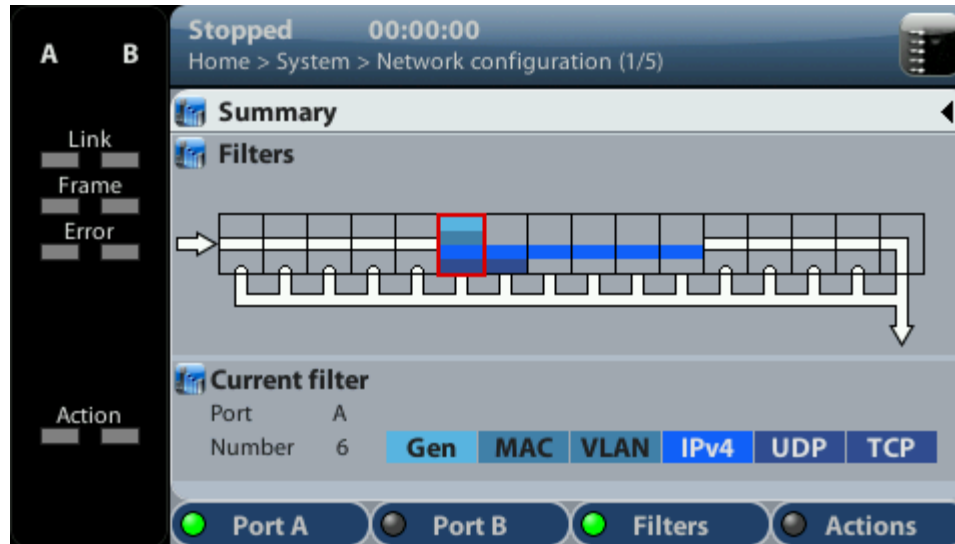 A B
Link
Frame
Error
Action
Stopped 00:00:00
Home > System > Network configuration (1/5)
Summary
Filters
Current filter
Port A
Number 6 Gen MAC VLAN IPv4 UDP TCP
Port A Port B Filters Actions